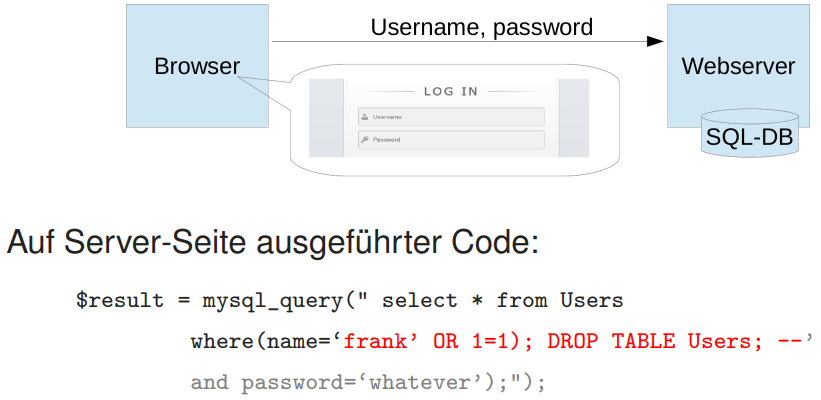 Username, password
Browser
Webserver
LOG IN
Username
Password
SQL-DB
Auf Server-Seite ausgeführter Code:
$result = mysql_query(" select * from Users
where(name=‘frank’ OR 1=1); DROP TABLE Users; --’
and password=‘whatever’);");